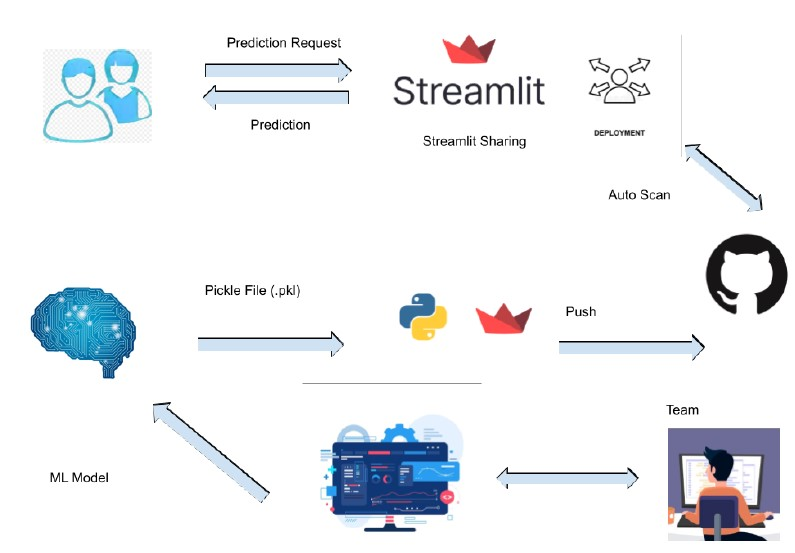 Prediction Request
Streamlit
Prediction
DEPLOYMENT
Streamlit Sharing
Auto Scan
Pickle File (.pkl)
Push
Team
ML Model